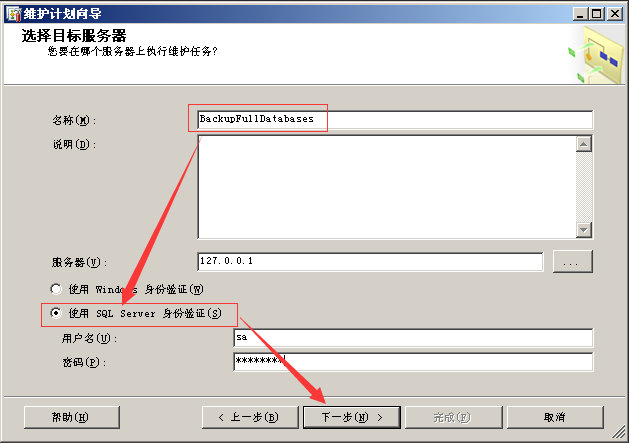 维护计划向导
选择目标服务器
您要在哪个服务器上执行维护任务?
名称(M):
BackupFullDatabases
说明(D):
服务器(V):
127.0.0.1
...
使用 Windows 身份验证(W)
使用 SQL Server 身份验证(S)
用户名(U):
sa
密码(P):
********
帮助(H)
< 上一步(B)
下一步(N) >
完成(F)
取消